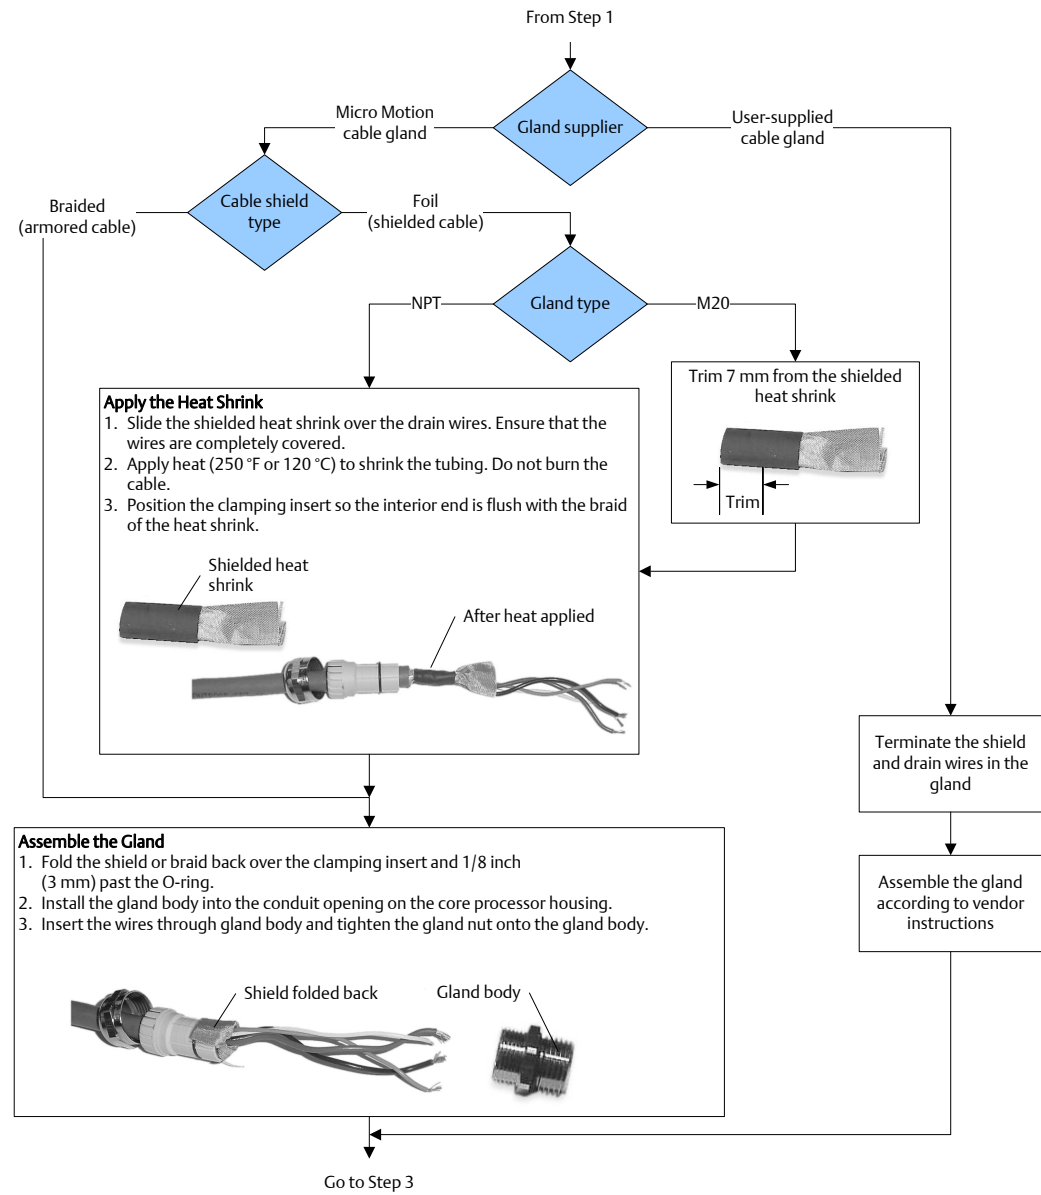 From Step 1
Gland supplier
Micro Motion
cable gland
User-supplied
cable gland
Cable shield
type
Braided
(armored cable)
Foil
(shielded cable)
Gland type
NPT
M20
Trim 7 mm from the shielded
heat shrink
Trim
Apply the Heat Shrink
1. Slide the shielded heat shrink over the drain wires. Ensure that the
wires are completely covered.
2. Apply heat (250 °F or 120 °C) to shrink the tubing. Do not burn the
cable.
3. Position the clamping insert so the interior end is flush with the braid
of the heat shrink.
Shielded heat
shrink
After heat applied
Terminate the shield
and drain wires in the
gland
Assemble the gland
according to vendor
instructions
Assemble the Gland
1. Fold the shield or braid back over the clamping insert and 1/8 inch
(3 mm) past the O-ring.
2. Install the gland body into the conduit opening on the core processor housing.
3. Insert the wires through gland body and tighten the gland nut onto the gland body.
Shield folded back
Gland body
Go to Step 3